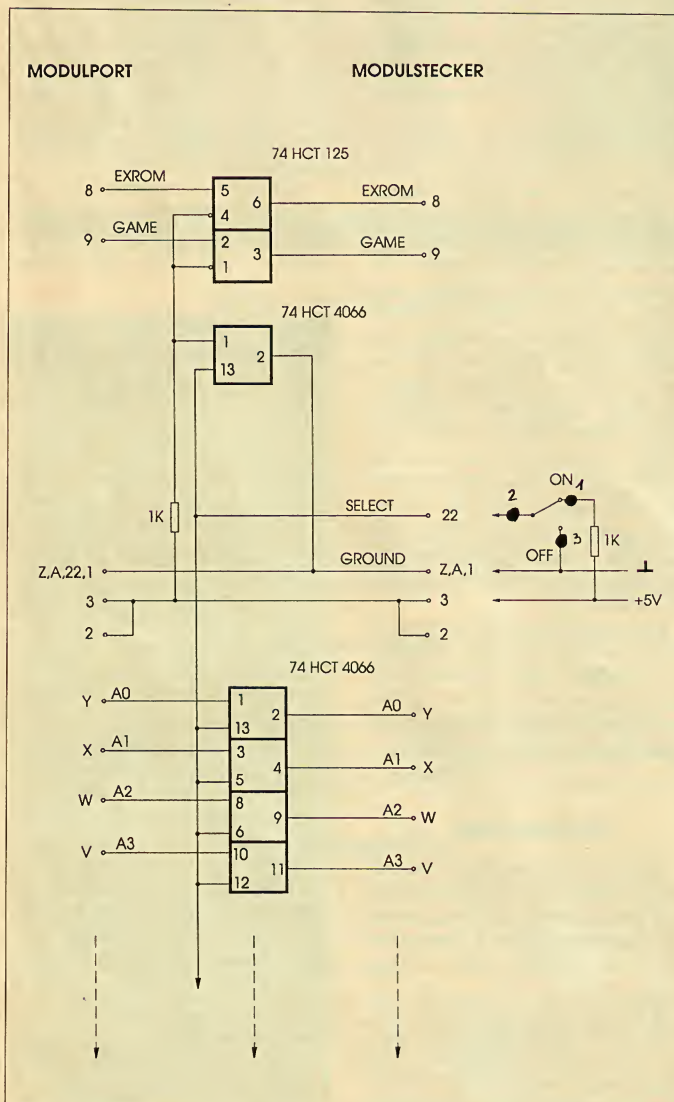 MODULPORT MODULSTECKER
74 HCT 125
8 EXROM 5 6 EXROM 8
4
9 GAME 2 3 GAME 9
1
74 HCT 4066
1 2
13
ON 1
2
1K SELECT 22
3 1K
OFF
Z,A,22,1 GROUND Z,A,1
3 3 +5V
2 2
74 HCT 4066
Y A0 1 2 A0 Y
13
X A1 3 4 A1 X
5
W A2 8 9 A2 W
6
V A3 10 11 A3 V
12